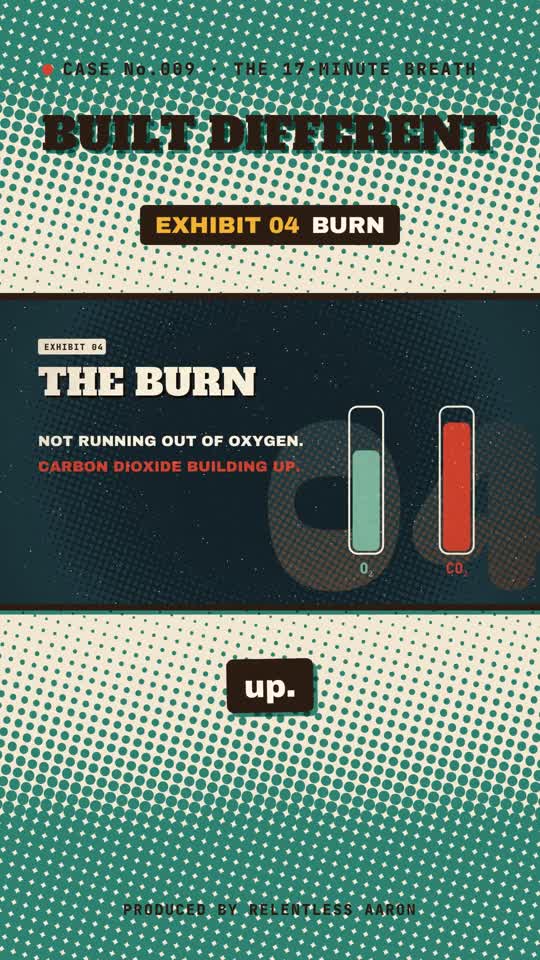 CASE No.009 · THE 17-MINUTE BREATH
BUILT DIFFERENT
EXHIBIT 04 BURN
EXHIBIT 04
THE BURN
NOT RUNNING OUT OF OXYGEN.
CARBON DIOXIDE BUILDING UP.
04
O₂
CO₂
up.
PRODUCED BY RELENTLESS AARON